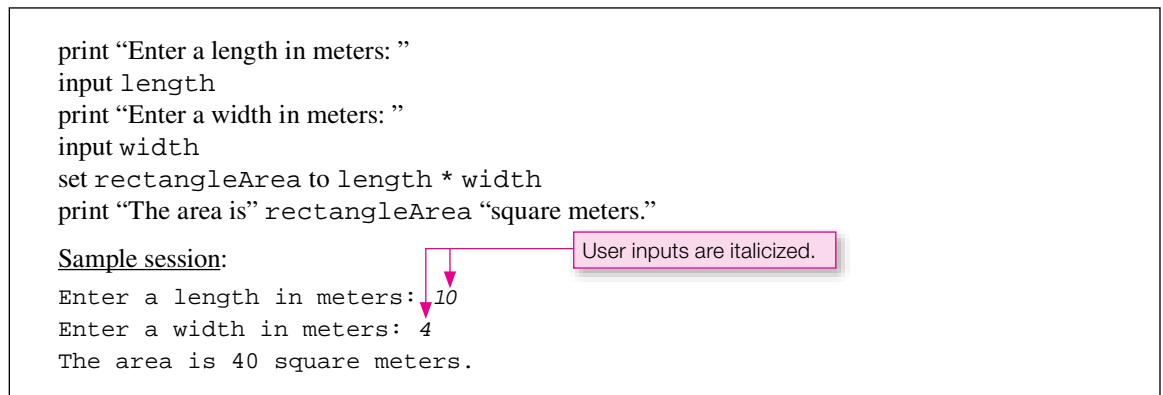 print “Enter a length in meters: ”
input length
print “Enter a width in meters: ”
input width
set rectangleArea to length * width
print “The area is” rectangleArea “square meters.”
Sample session:
User inputs are italicized.
Enter a length in meters: 10
Enter a width in meters: 4
The area is 40 square meters.